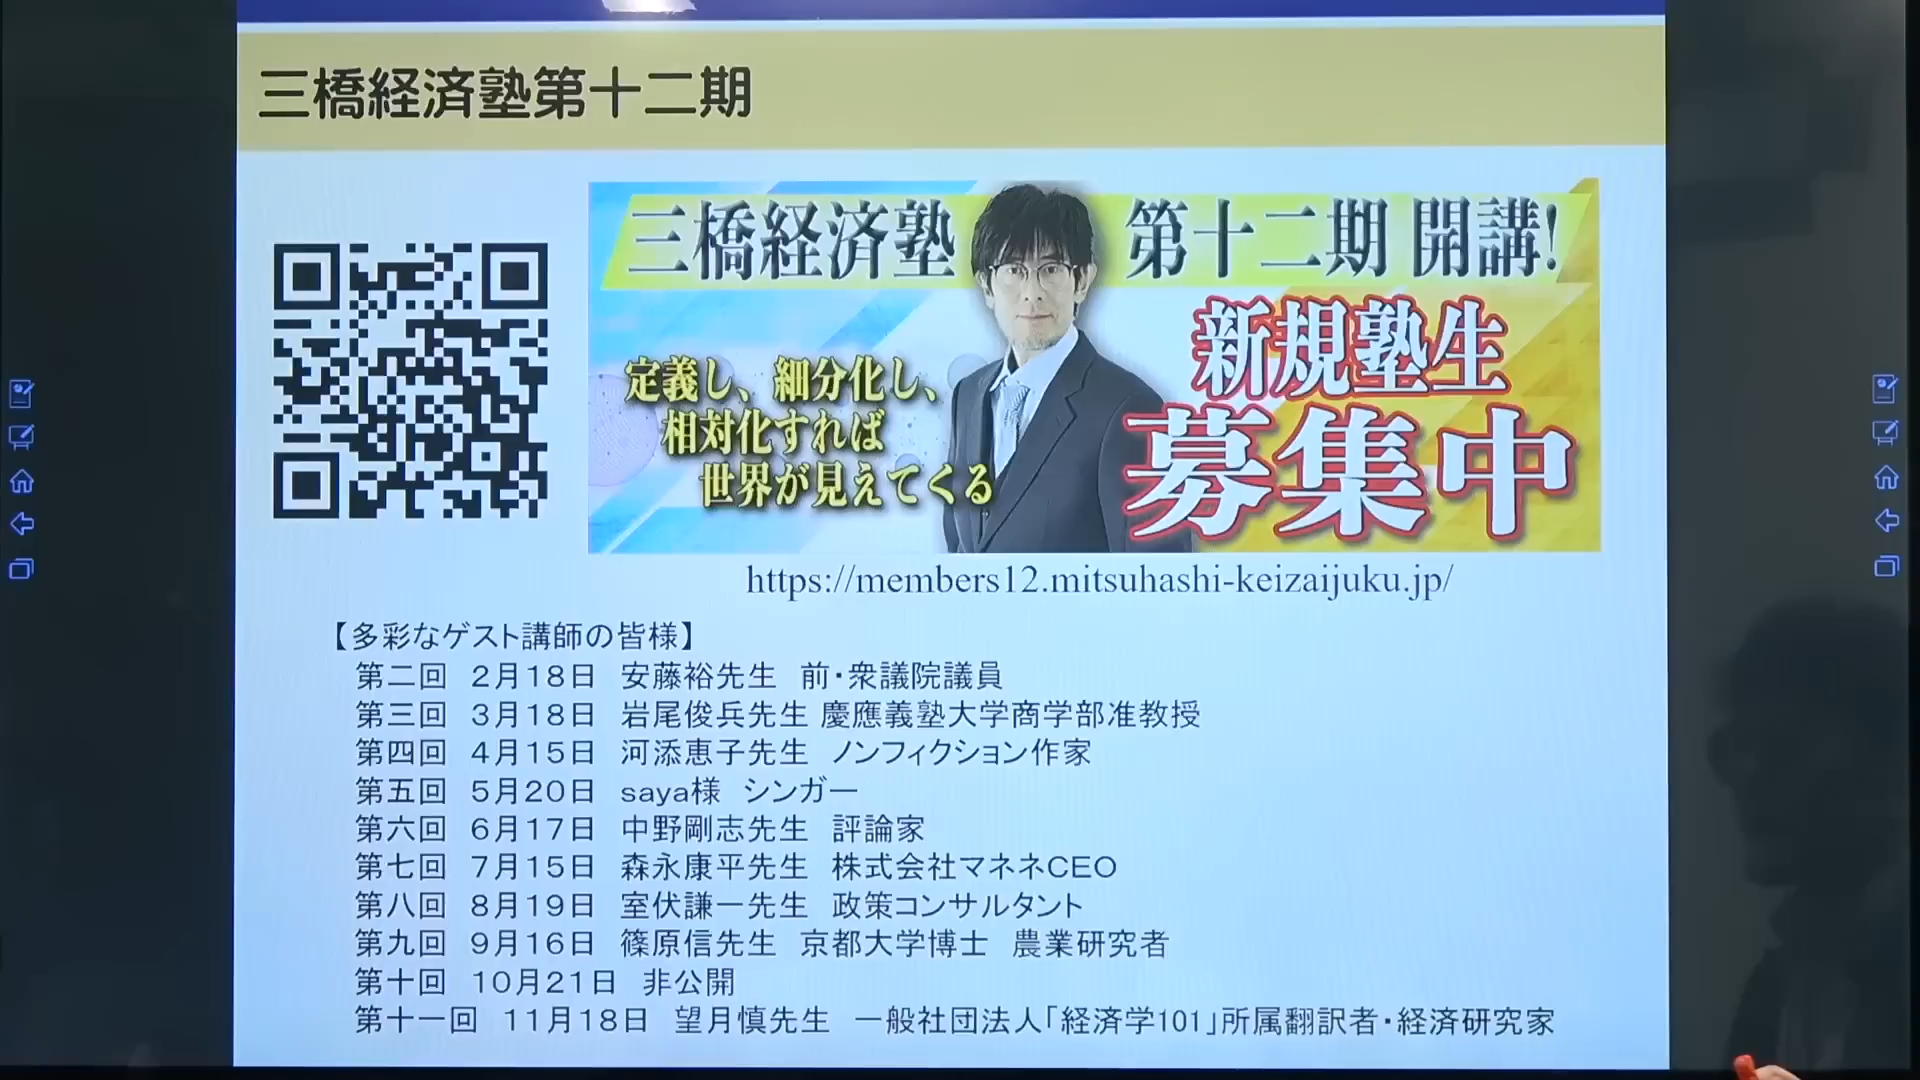 三橋経済塾第十二期
三橋経済塾 第十二期 開講!
新規塾生
募集中
定義し、細分化し、
相対化すれば
世界が見えてくる
https://members12.mitsuhashi-keizaijuku.jp/
【多彩なゲスト講師の皆様】
第二回 2月18日 安藤裕先生 前・衆議院議員
第三回 3月18日 岩尾俊兵先生 慶應義塾大学商学部准教授
第四回 4月15日 河添恵子先生 ノンフィクション作家
第五回 5月20日 saya様 シンガー
第六回 6月17日 中野剛志先生 評論家
第七回 7月15日 森永康平先生 株式会社マネネCEO
第八回 8月19日 室伏謙一先生 政策コンサルタント
第九回 9月16日 篠原信先生 京都大学博士 農業研究者
第十回 10月21日 非公開
第十一回 11月18日 望月慎先生 一般社団法人「経済学101」所属翻訳者・経済研究家